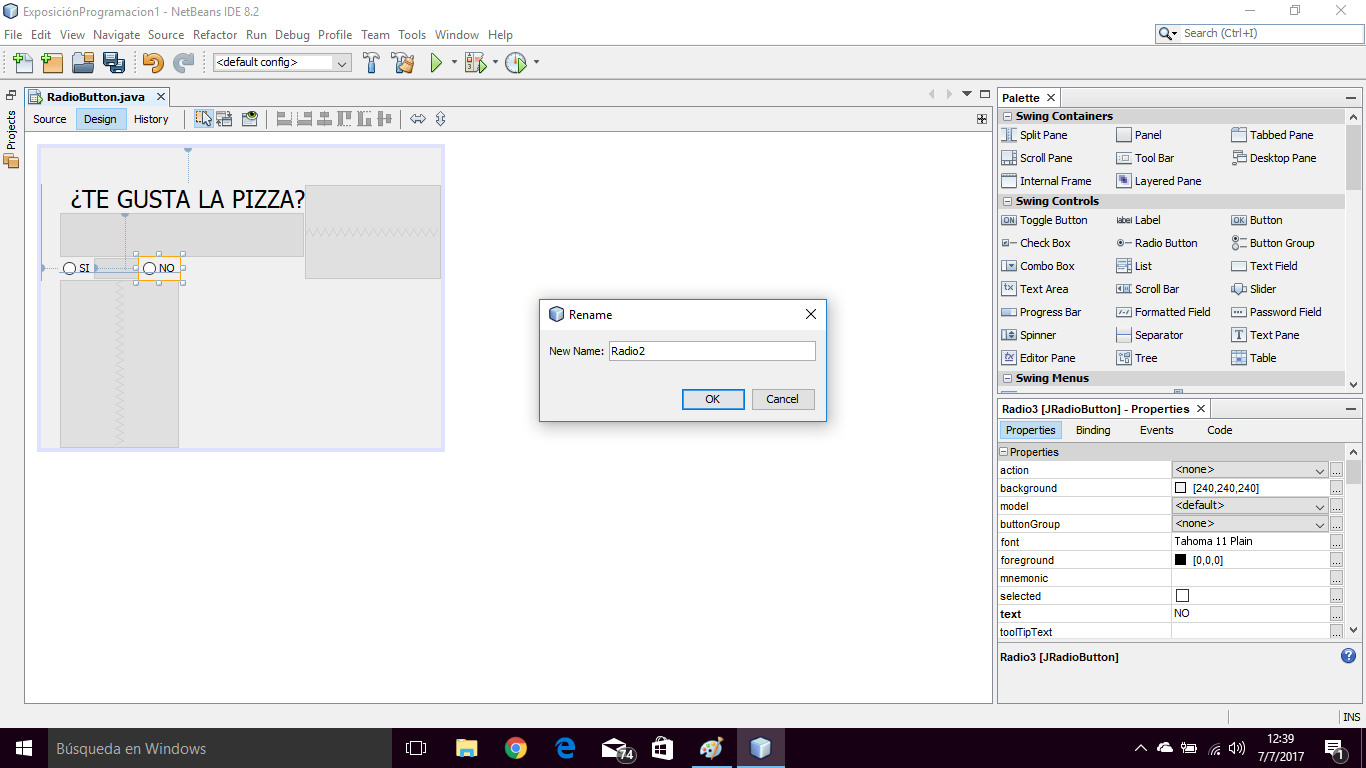 ExposiciónProgramacion1 - NetBeans IDE 8.2
File Edit View Navigate Source Refactor Run Debug Profile Team Tools Window Help
Search (Ctrl+I)
<default config>
Projects
RadioButton.java
Source Design History
¿TE GUSTA LA PIZZA?
SI NO
Rename
New Name: Radio2
OK Cancel
Palette
Swing Containers
Split Pane Panel Tabbed Pane
Scroll Pane Tool Bar Desktop Pane
Internal Frame Layered Pane
Swing Controls
Toggle Button label Label OK Button
Check Box Radio Button Button Group
Combo Box List Text Field
Text Area Scroll Bar Slider
Progress Bar Formatted Field Password Field
Spinner Separator Text Pane
Editor Pane Tree Table
Swing Menus
Radio3 [JRadioButton] - Properties
Properties Binding Events Code
Properties
action <none> ...
background [240,240,240] ...
model <default> ...
buttonGroup <none> ...
font Tahoma 11 Plain ...
foreground [0,0,0] ...
mnemonic ...
selected ...
text NO ...
toolTipText ...
Radio3 [JRadioButton]
INS
Búsqueda en Windows
74
12:39
7/7/2017
1